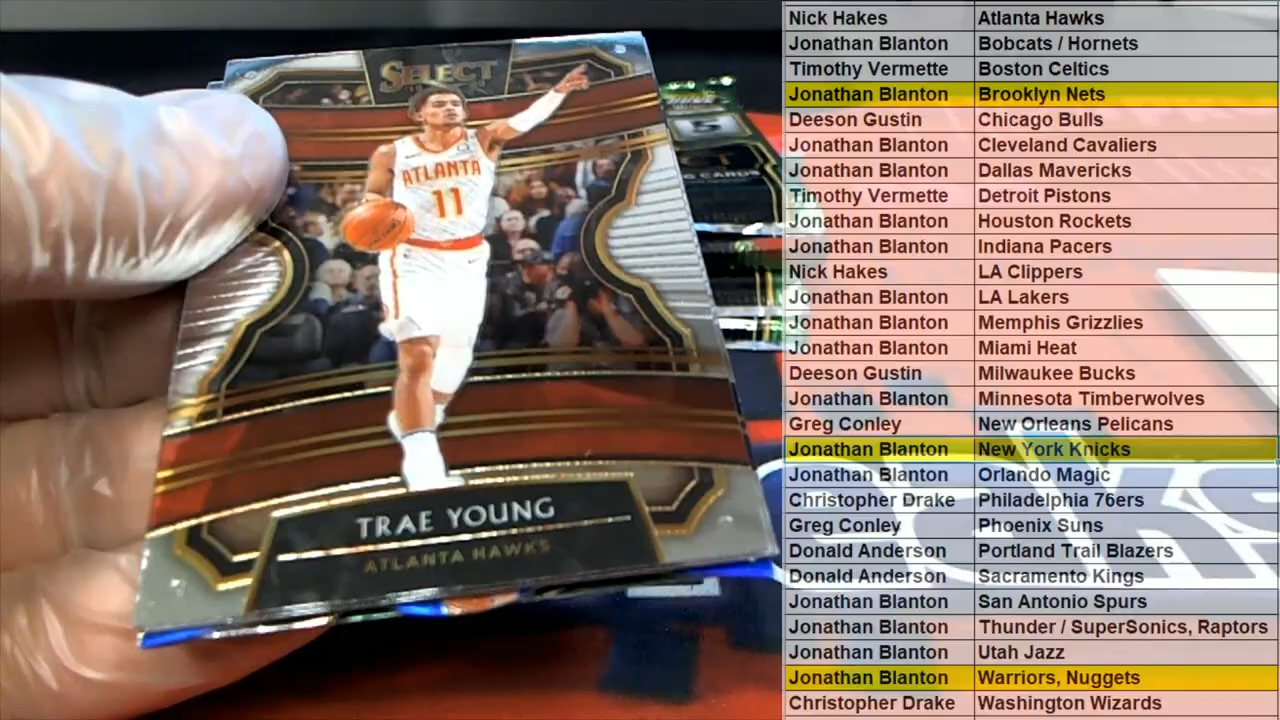 SELECT
ATLANTA
11
TRAE YOUNG
ATLANTA HAWKS
5
CARDS
Nick Hakes Atlanta Hawks
Jonathan Blanton Bobcats / Hornets
Timothy Vermette Boston Celtics
Jonathan Blanton Brooklyn Nets
Deeson Gustin Chicago Bulls
Jonathan Blanton Cleveland Cavaliers
Jonathan Blanton Dallas Mavericks
Timothy Vermette Detroit Pistons
Jonathan Blanton Houston Rockets
Jonathan Blanton Indiana Pacers
Nick Hakes LA Clippers
Jonathan Blanton LA Lakers
Jonathan Blanton Memphis Grizzlies
Jonathan Blanton Miami Heat
Deeson Gustin Milwaukee Bucks
Jonathan Blanton Minnesota Timberwolves
Greg Conley New Orleans Pelicans
Jonathan Blanton New York Knicks
Jonathan Blanton Orlando Magic
Christopher Drake Philadelphia 76ers
Greg Conley Phoenix Suns
Donald Anderson Portland Trail Blazers
Donald Anderson Sacramento Kings
Jonathan Blanton San Antonio Spurs
Jonathan Blanton Thunder / SuperSonics, Raptors
Jonathan Blanton Utah Jazz
Jonathan Blanton Warriors, Nuggets
Christopher Drake Washington Wizards